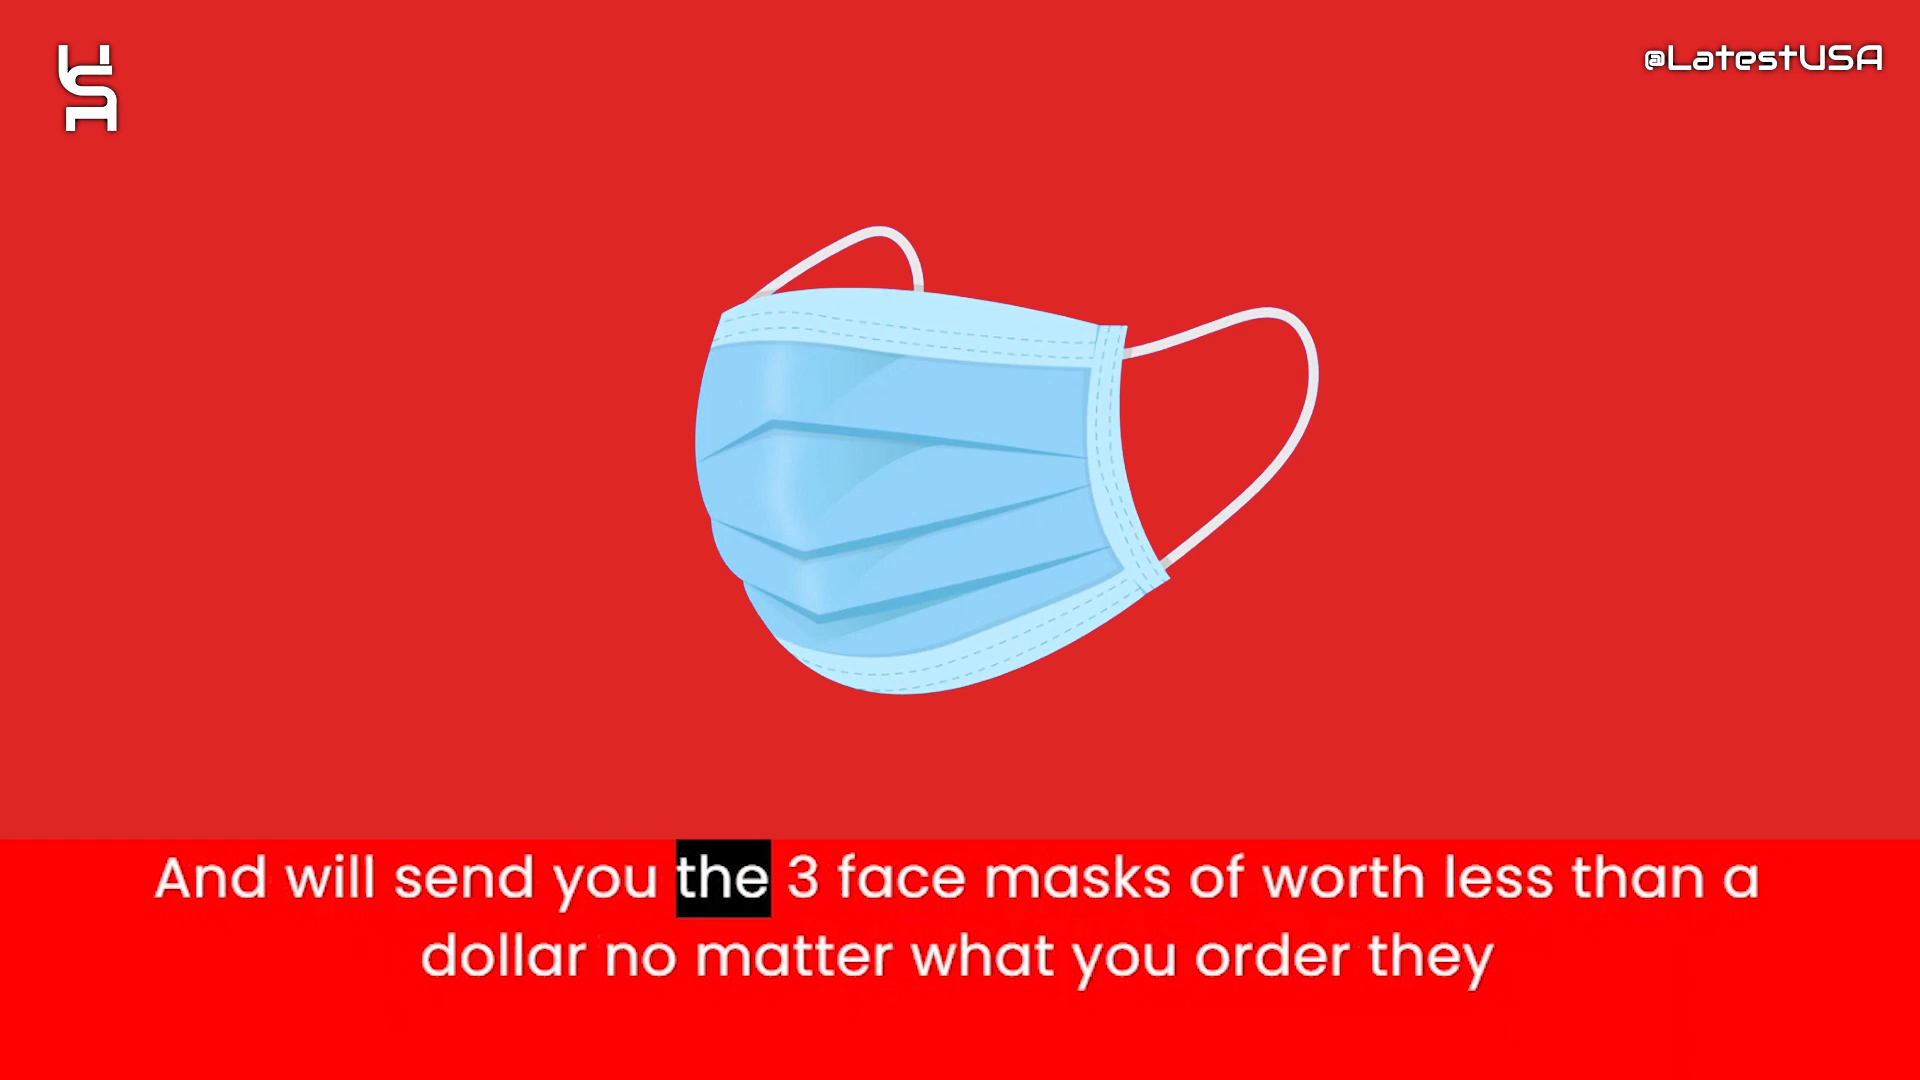 USA
@LatestUSA
And will send you the 3 face masks of worth less than a
dollar no matter what you order they